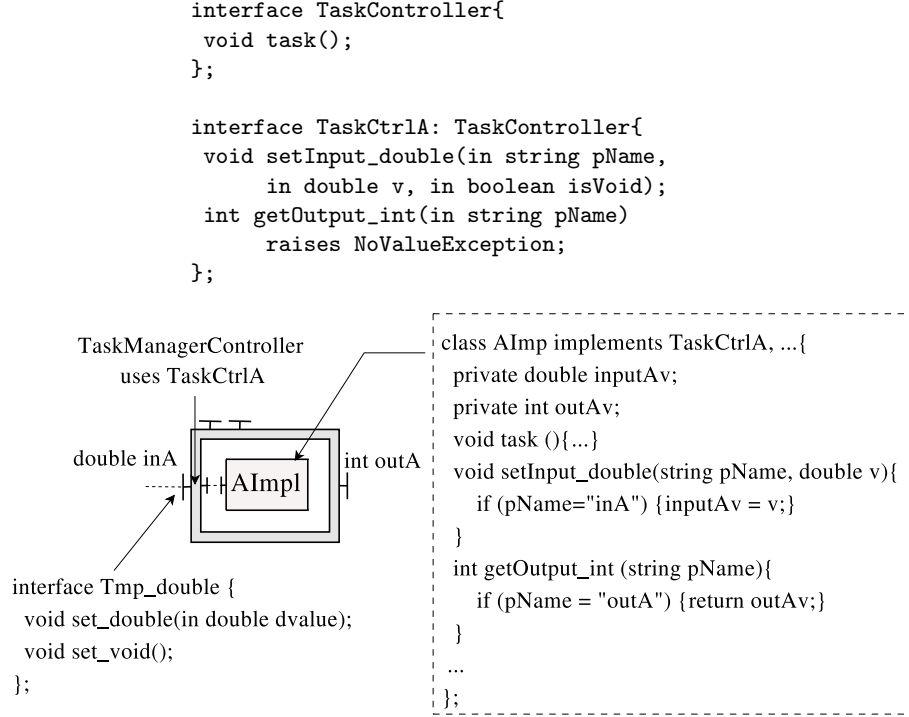 interface TaskController{
void task();
};
interface TaskCtrlA: TaskController{
void setInput_double(in string pName,
in double v, in boolean isVoid);
int getOutput_int(in string pName)
raises NoValueException;
};
TaskManagerController
uses TaskCtrlA
double inA
AImpl
int outA
interface Tmp_double {
void set_double(in double dvalue);
void set_void();
};
class AImp implements TaskCtrlA, ...{
private double inputAv;
private int outAv;
void task (){...}
void setInput_double(string pName, double v){
if (pName="inA") {inputAv = v;}
}
int getOutput_int (string pName){
if (pName = "outA") {return outAv;}
}
...
};